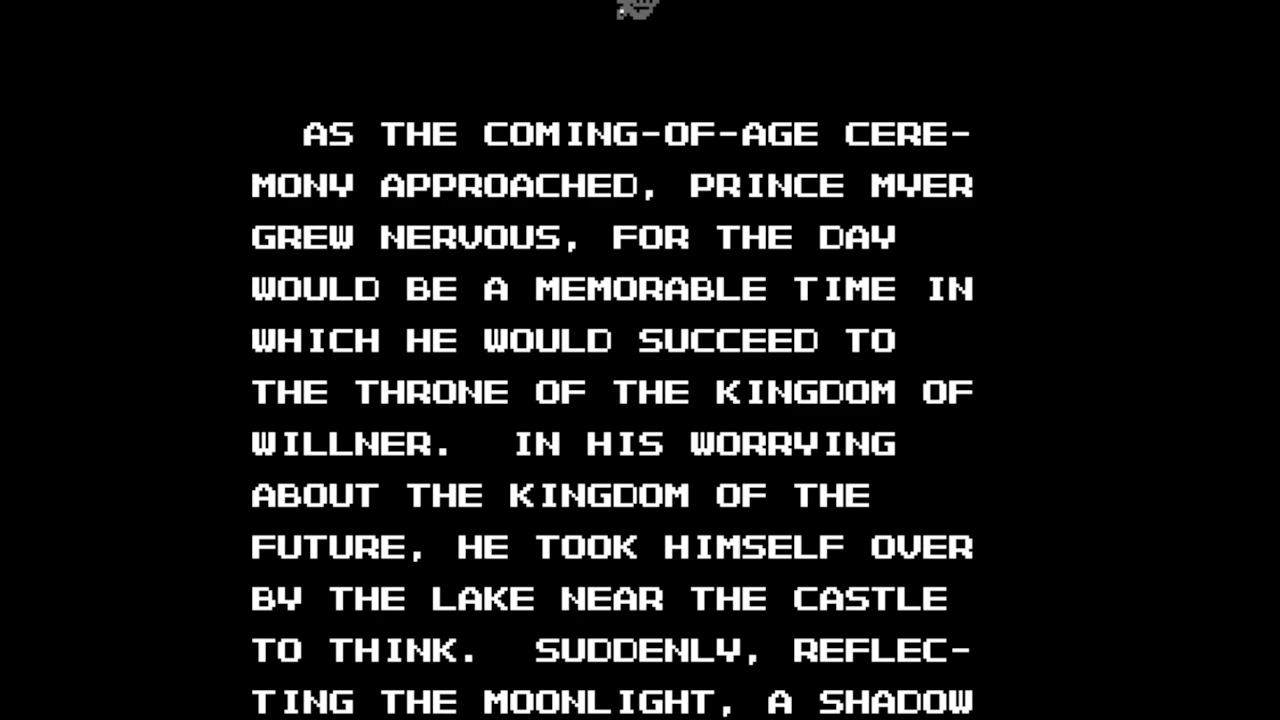 AS THE COMING-OF-AGE CERE-
MONY APPROACHED, PRINCE MYER
GREW NERVOUS, FOR THE DAY
WOULD BE A MEMORABLE TIME IN
WHICH HE WOULD SUCCEED TO
THE THRONE OF THE KINGDOM OF
WILLNER. IN HIS WORRYING
ABOUT THE KINGDOM OF THE
FUTURE, HE TOOK HIMSELF OVER
BY THE LAKE NEAR THE CASTLE
TO THINK. SUDDENLY, REFLEC-
TING THE MOONLIGHT, A SHADOW